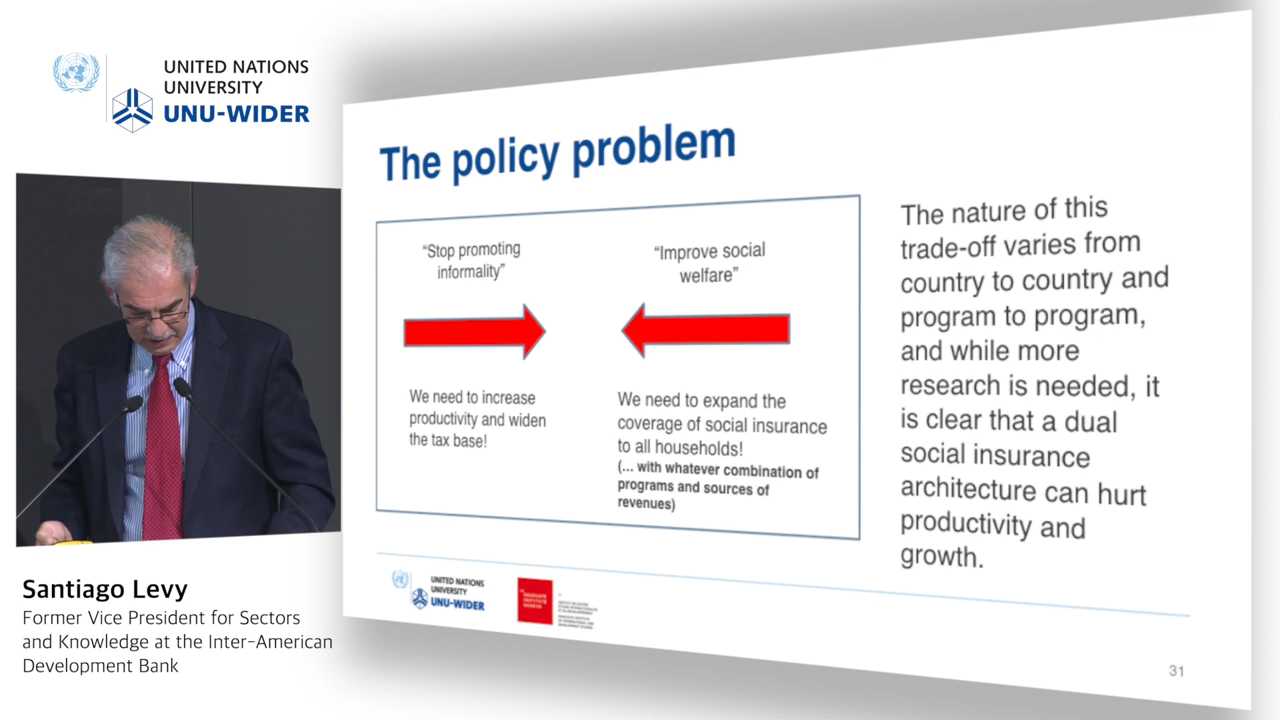 UNITED NATIONS
UNIVERSITY
UNU-WIDER
The policy problem
“Stop promoting
informality”
“Improve social
welfare”
We need to increase
productivity and widen
the tax base!
We need to expand the
coverage of social insurance
to all households!
(... with whatever combination of
programs and sources of
revenues)
The nature of this
trade-off varies from
country to country and
program to program,
and while more
research is needed, it
is clear that a dual
social insurance
architecture can hurt
productivity and
growth.
UNITED NATIONS
UNIVERSITY
UNU-WIDER
GRADUATE
INSTITUTE
GENEVA
31
Santiago Levy
Former Vice President for Sectors
and Knowledge at the Inter-American
Development Bank